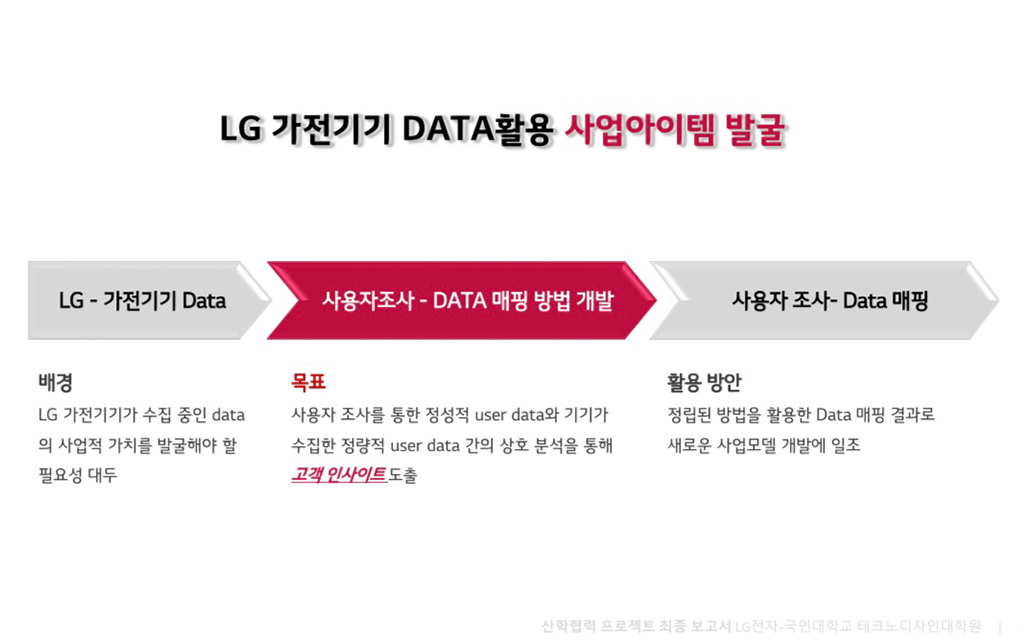 LG 가전기기 DATA활용 사업아이템 발굴
LG - 가전기기 Data
사용자조사 - DATA 매핑 방법 개발
사용자 조사- Data 매핑
배경
LG 가전기기가 수집 중인 data
의 사업적 가치를 발굴해야 할
필요성 대두
목표
사용자 조사를 통한 정성적 user data와 기기가
수집한 정량적 user data 간의 상호 분석을 통해
고객 인사이트 도출
활용 방안
정립된 방법을 활용한 Data 매핑 결과로
새로운 사업모델 개발에 일조
산학협력 프로젝트 최종 보고서 LG전자-국민대학교 테크노디자인대학원 |